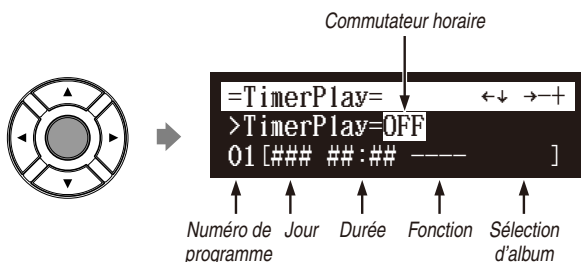 Commutateur horaire
=TimerPlay= ←↓ →−+
>TimerPlay=OFF
01[### ##:## ---- ]
Numéro de programme
Jour
Durée
Fonction
Sélection d'album